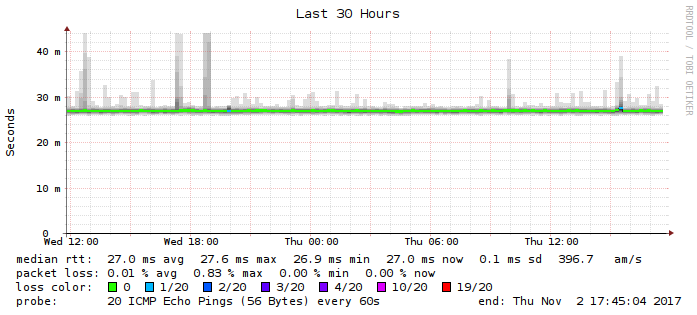 Last 30 Hours
RRDTOOL / TOBI OETIKER
Seconds
40 m
30 m
20 m
10 m
0
Wed 12:00 Wed 18:00 Thu 00:00 Thu 06:00 Thu 12:00
median rtt: 27.0 ms avg 27.6 ms max 26.9 ms min 27.0 ms now 0.1 ms sd 396.7 am/s
packet loss: 0.01 % avg 0.83 % max 0.00 % min 0.00 % now
loss color: 0 1/20 2/20 3/20 4/20 10/20 19/20
probe: 20 ICMP Echo Pings (56 Bytes) every 60s end: Thu Nov 2 17:45:04 2017